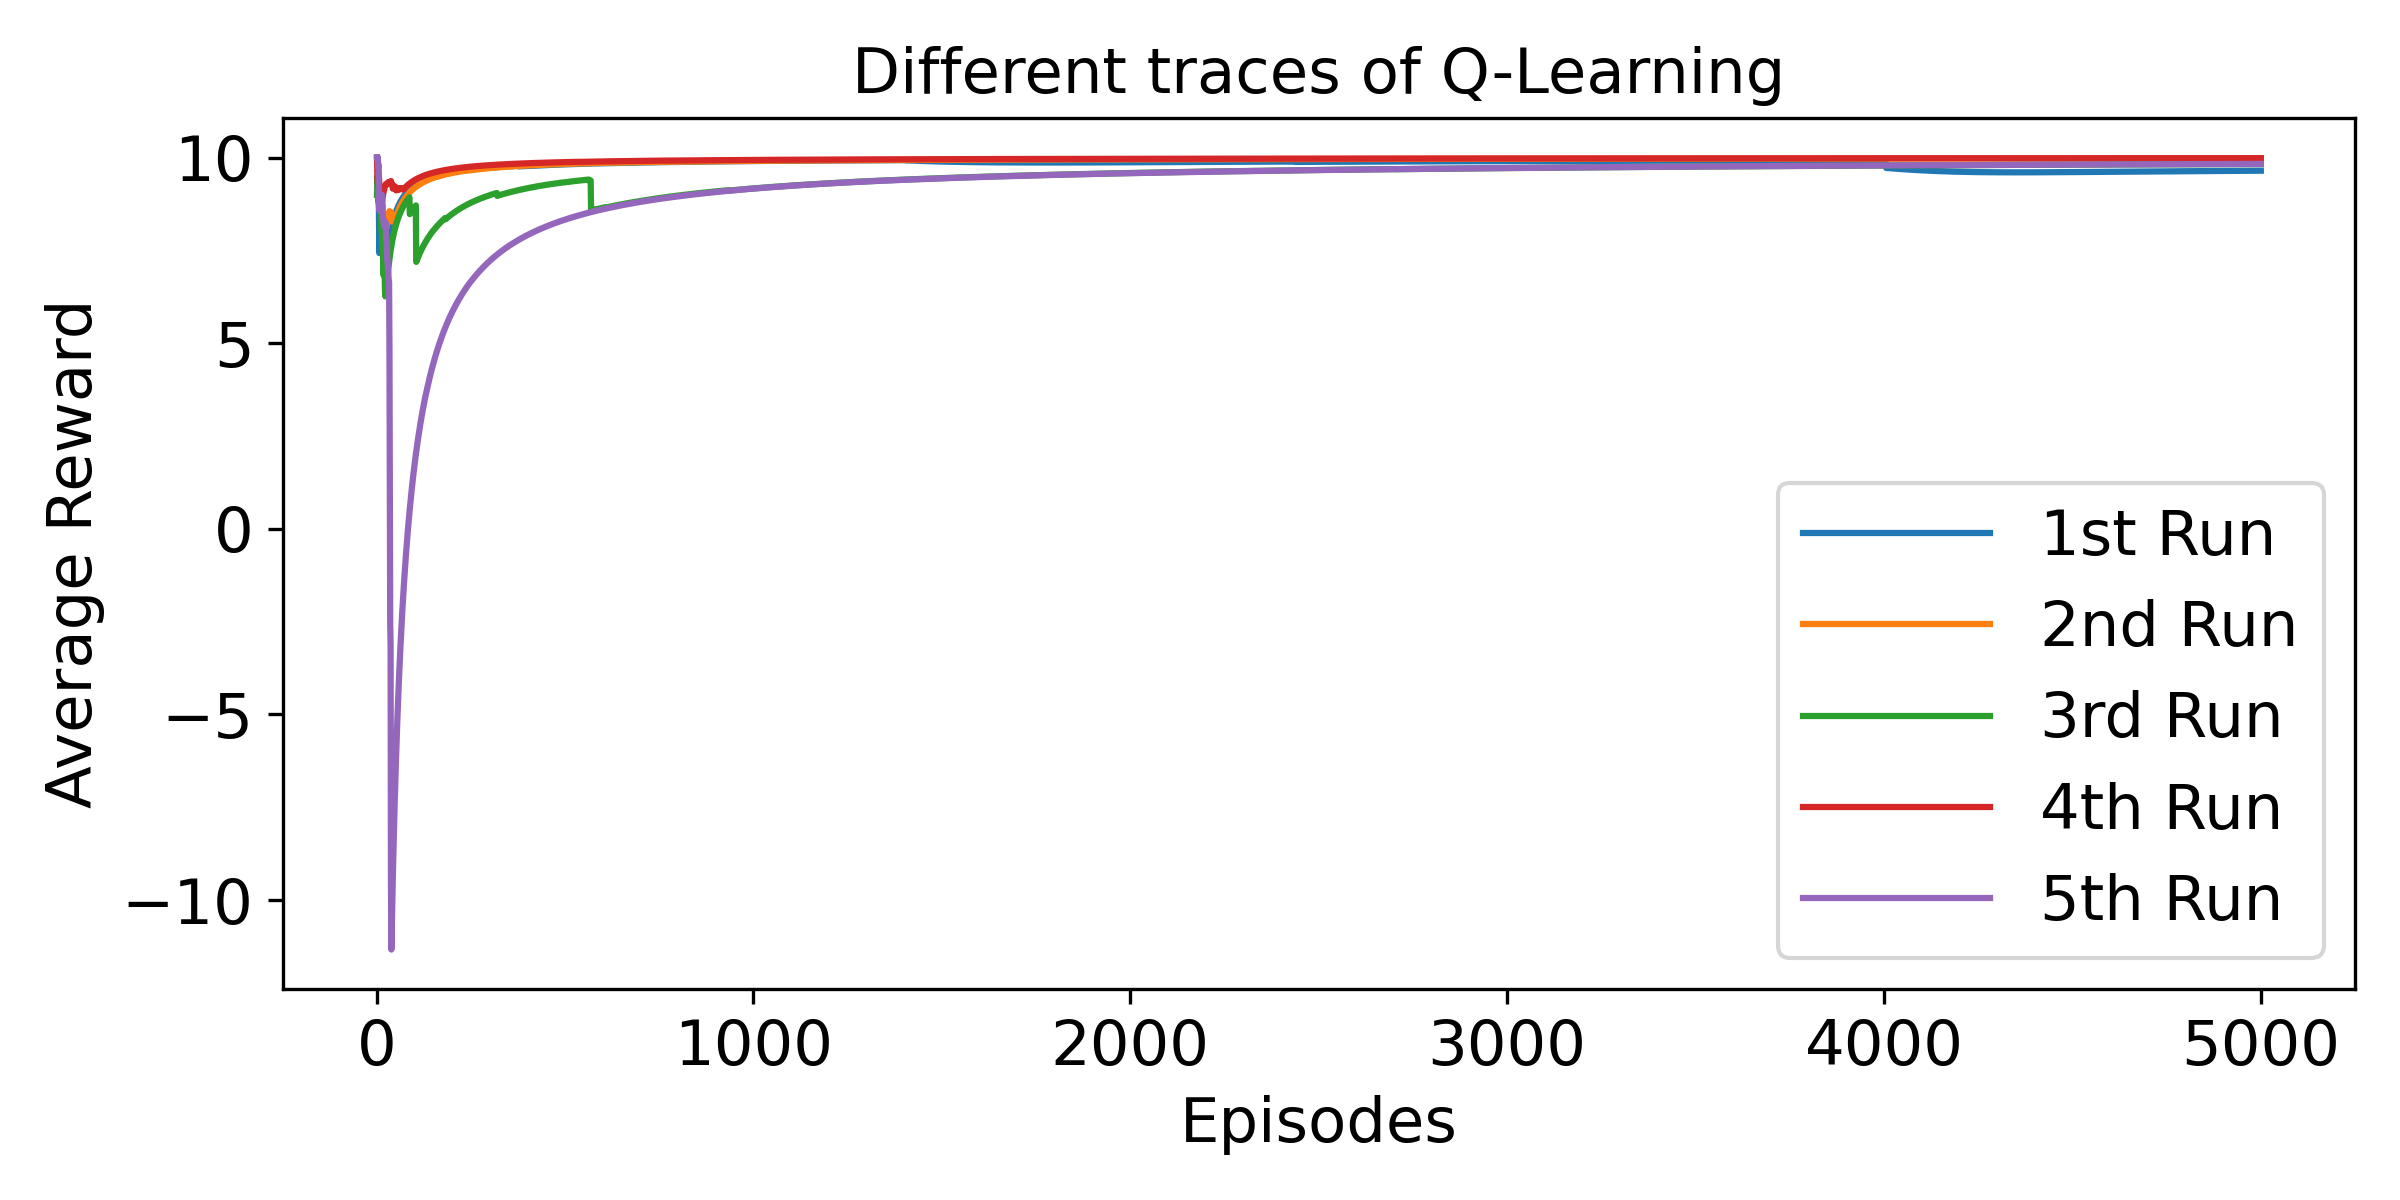 Different traces of Q-Learning
10
5
0
−5
−10
Average Reward
1st Run
2nd Run
3rd Run
4th Run
5th Run
0 1000 2000 3000 4000 5000
Episodes